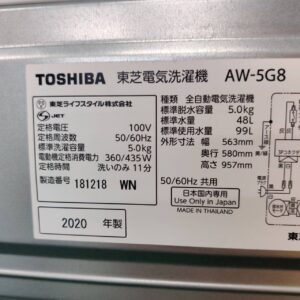 TOSHIBA 東芝電気洗濯機 AW-5G8
東芝ライフスタイル株式会社
JET
定格電圧 100V
定格周波数 50/60Hz
標準洗濯容量 5.0kg
電動機定格消費電力 360/435W
定格時間 洗いのみ 11分
製造番号 181218 WN
2020 年製
種類 全自動電気洗濯機
標準脱水容量 5.0kg
標準水量 48L
標準使用水量 99L
外形寸法 幅 563mm
奥行 580mm
高さ 957mm
50/60Hz 共用
日本国内専用
Use Only in Japan
MADE IN THAILAND
東